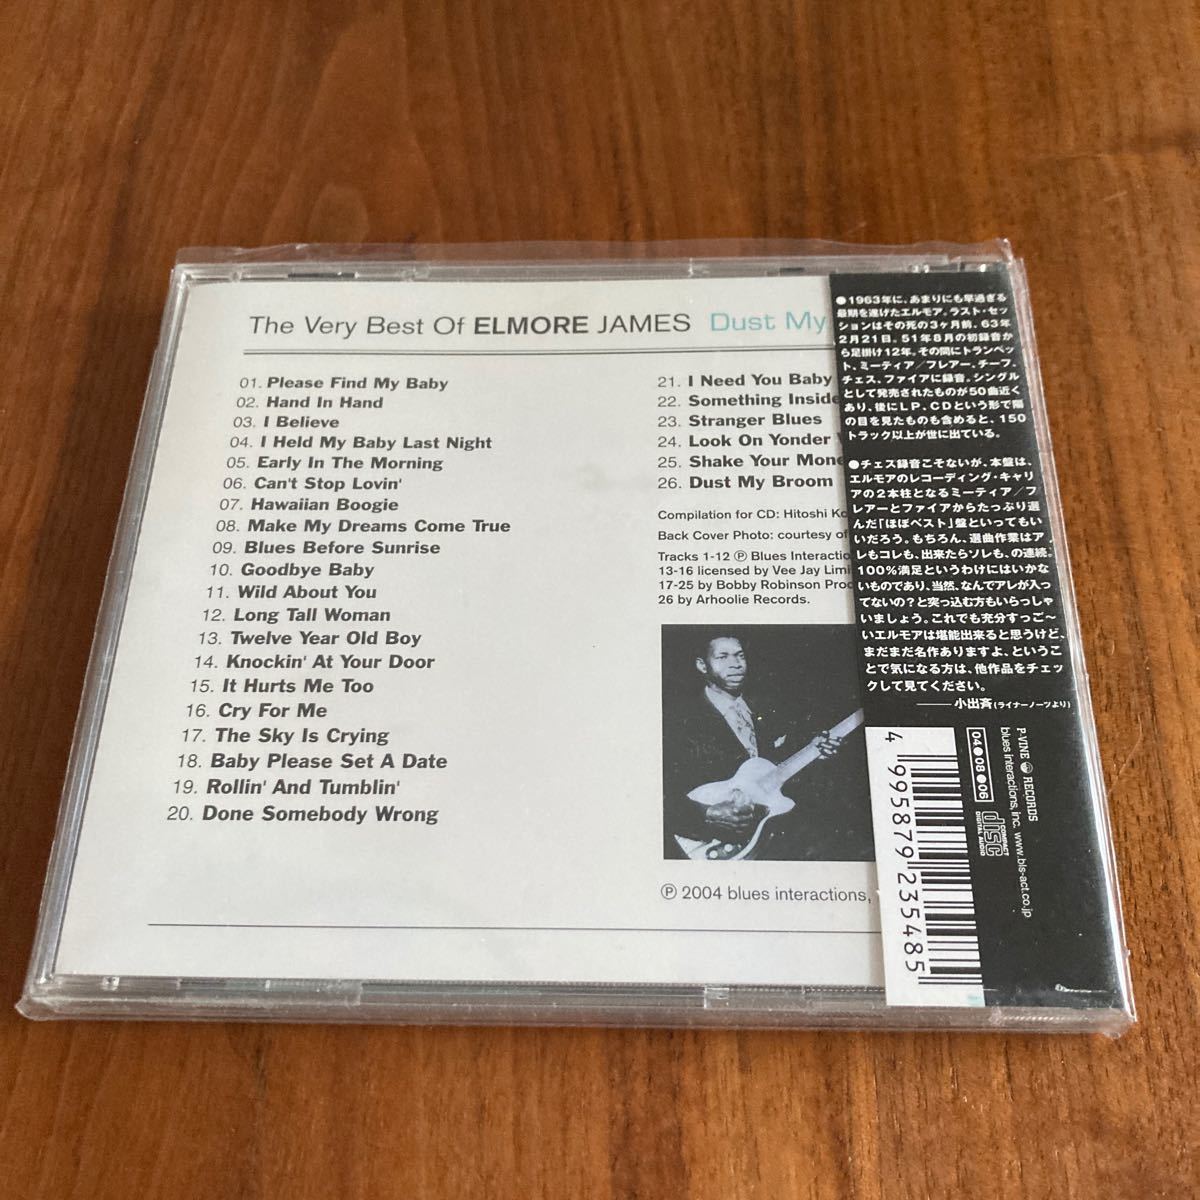 The Very Best Of ELMORE JAMES Dust My
01. Please Find My Baby
02. Hand In Hand
03. I Believe
04. I Held My Baby Last Night
05. Early In The Morning
06. Can't Stop Lovin'
07. Hawaiian Boogie
08. Make My Dreams Come True
09. Blues Before Sunrise
10. Goodbye Baby
11. Wild About You
12. Long Tall Woman
13. Twelve Year Old Boy
14. Knockin' At Your Door
15. It Hurts Me Too
16. Cry For Me
17. The Sky Is Crying
18. Baby Please Set A Date
19. Rollin' And Tumblin'
20. Done Somebody Wrong
21. I Need You Baby
22. Something Inside
23. Stranger Blues
24. Look On Yonder
25. Shake Your Mone
26. Dust My Broom
Compilation for CD: Hitoshi Ko
Back Cover Photo: courtesy of
Tracks 1-12 ℗ Blues Interactio
13-16 licensed by Vee Jay Limi
17-25 by Bobby Robinson Prod
26 by Arhoolie Records.
℗ 2004 blues interactions,
●1963年に、あまりにも早過ぎる
最期を遂げたエルモア。ラスト・セッ
ションはその死の3ヶ月前、63年
2月21日。51年8月の初録音か
ら足掛け12年。その間にトランペッ
ト、ミーティア/フレアー、チーフ、
チェス、ファイアに録音。シングル
として発売されたものが50曲近く
あり、後にLP、CDという形で陽
の目を見たものも含めると、150
トラック以上が世に出ている。
●チェス録音こそないが、本盤は、
エルモアのレコーディング・キャリ
アの2本柱となるミーティア/フ
レアーとファイアからたっぷり選
んだ「ほぼベスト」盤といってもい
いだろう。もちろん、選曲作業はア
レもコレも、出来たらソレも、の連続。
100%満足というわけにはいかな
いものであり、当然、なんでアレが入っ
てないの?と突っ込む方もいらっしゃ
いましょう。これでも充分すっご〜
いエルモアは堪能出来ると思うけど、
まだまだ名作ありますよ、というこ
とで気になる方は、他作品をチェッ
クして見てください。
――小出斉(ライナーノーツより)
P-VINE RECORDS
blues interactions, inc. www.bls-act.co.jp
04●08●06
COMPACT
disc
DIGITAL AUDIO
4 995879 235485